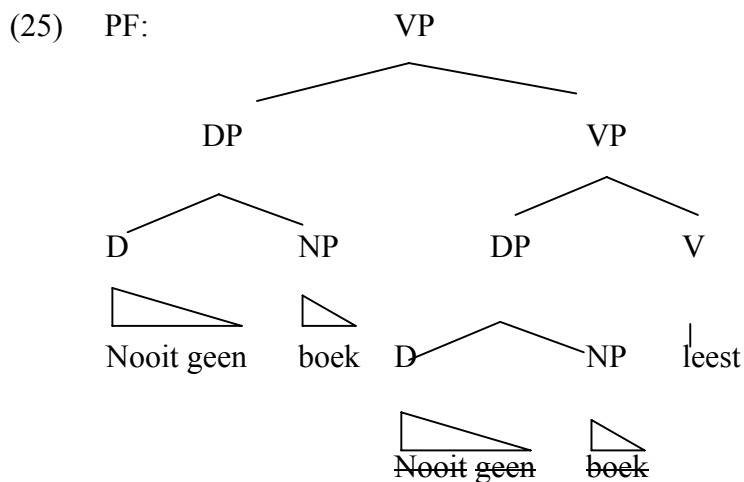 (25) PF: VP
DP VP
D NP DP V
Nooit geen boek D NP leest
Nooit geen boek